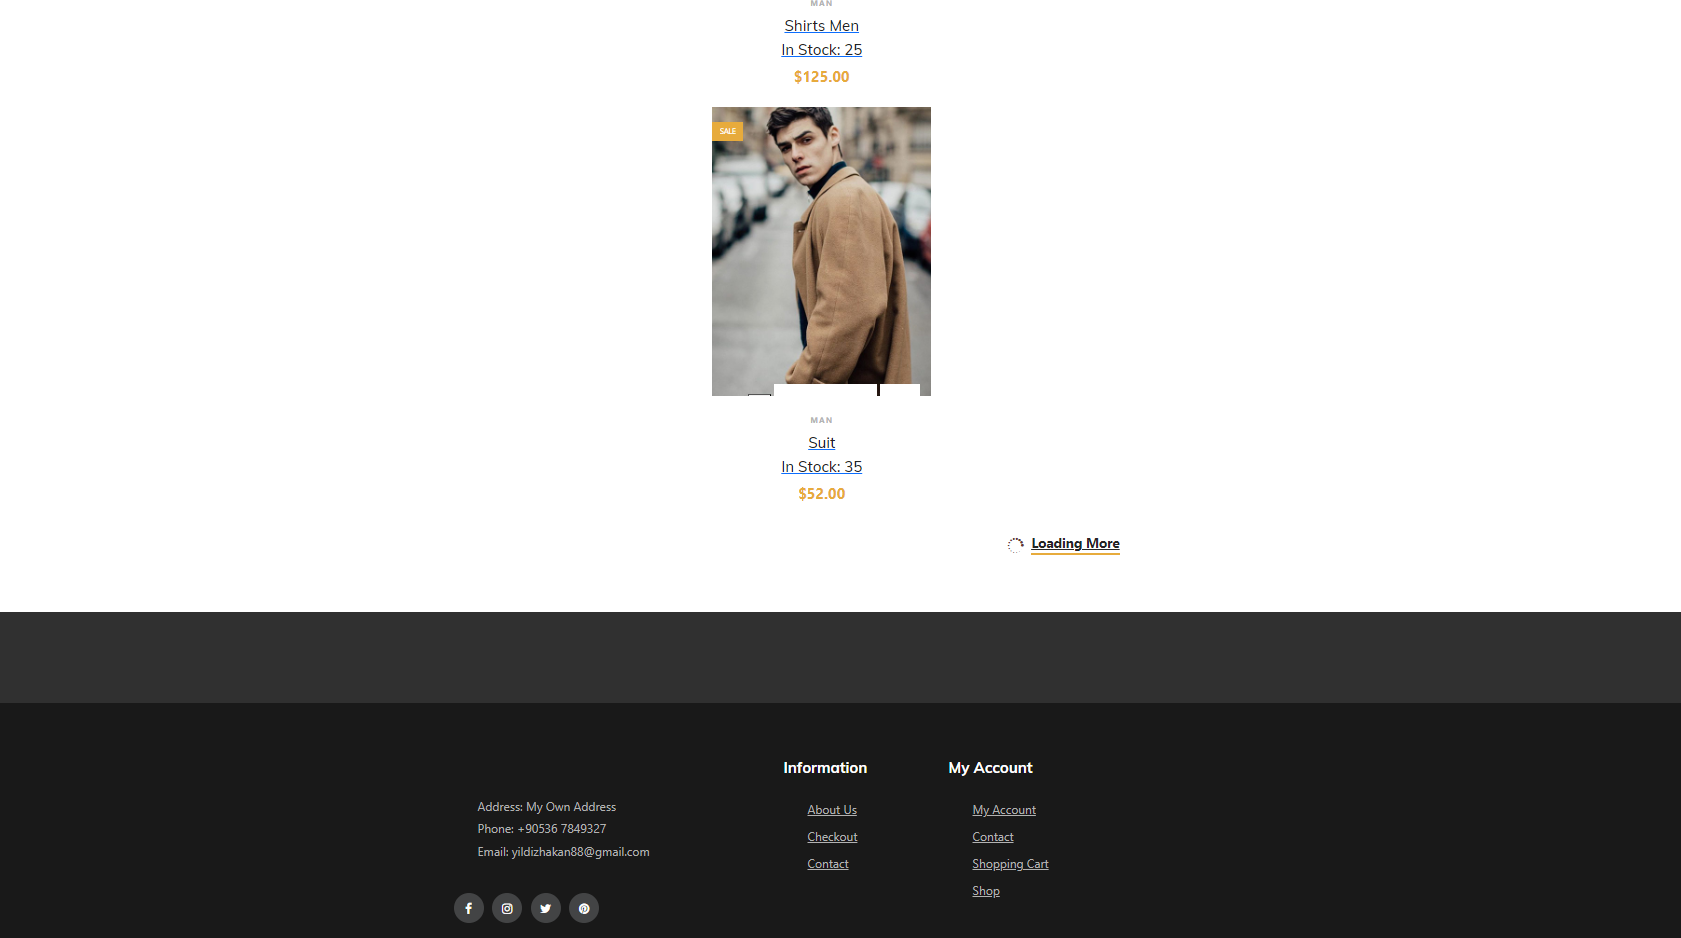 MAN
Shirts Men
In Stock: 25
$125.00
SALE
MAN
Suit
In Stock: 35
$52.00
Loading More
Address: My Own Address
Phone: +90536 7849327
Email: yildizhakan88@gmail.com
Information
About Us
Checkout
Contact
My Account
My Account
Contact
Shopping Cart
Shop